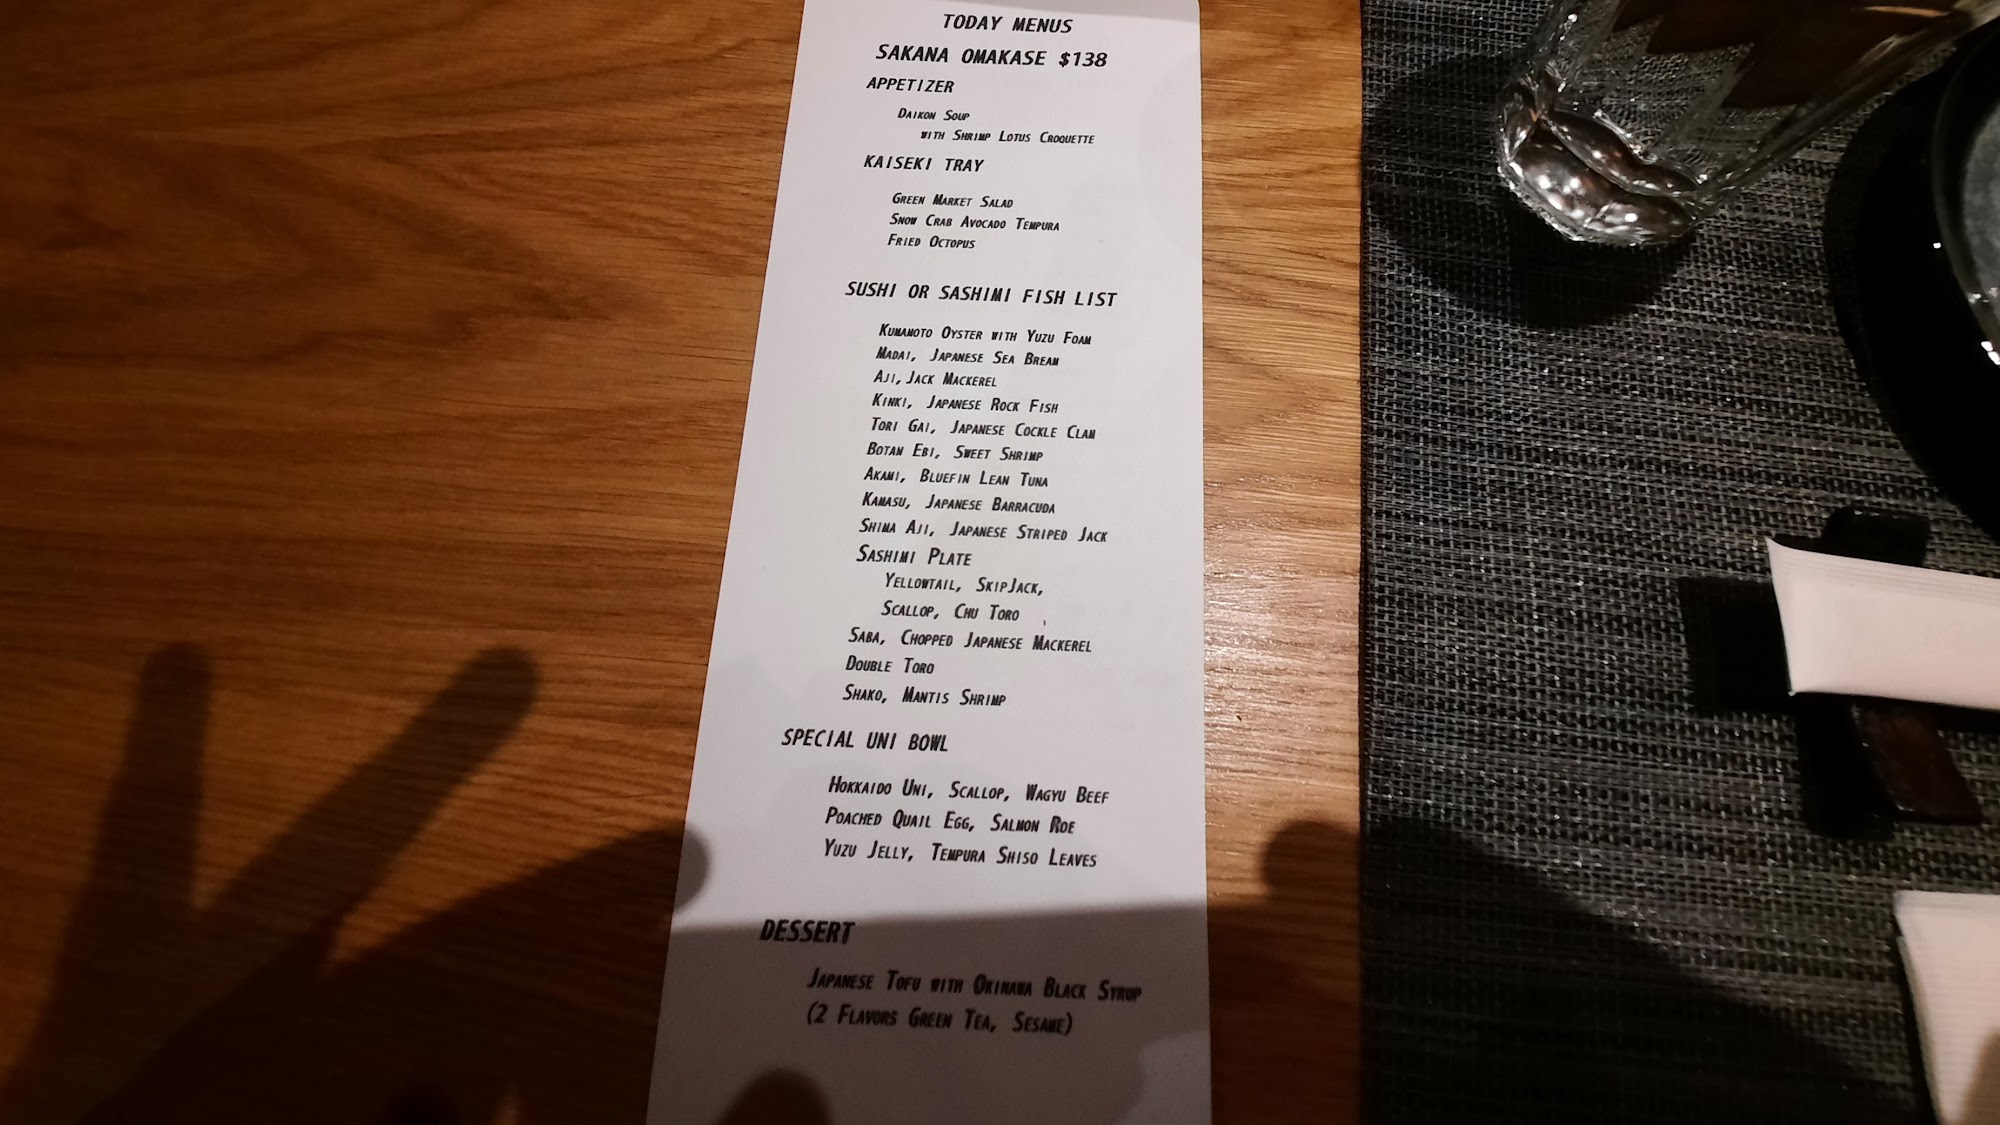 TODAY MENUS
SAKANA OMAKASE $138
APPETIZER
DAIKON SOUP
WITH SHRIMP LOTUS CROQUETTE
KAISEKI TRAY
GREEN MARKET SALAD
SNOW CRAB AVOCADO TEMPURA
FRIED OCTOPUS
SUSHI OR SASHIMI FISH LIST
KUMAMOTO OYSTER WITH YUZU FOAM
MADAI, JAPANESE SEA BREAM
AJI, JACK MACKEREL
KINKI, JAPANESE ROCK FISH
TORI GAI, JAPANESE COCKLE CLAM
BOTAN EBI, SWEET SHRIMP
AKAMI, BLUEFIN LEAN TUNA
KAMASU, JAPANESE BARRACUDA
SHIMA AJI, JAPANESE STRIPED JACK
SASHIMI PLATE
YELLOWTAIL, SKIPJACK,
SCALLOP, CHU TORO
SABA, CHOPPED JAPANESE MACKEREL
DOUBLE TORO
SHAKO, MANTIS SHRIMP
SPECIAL UNI BOWL
HOKKAIDO UNI, SCALLOP, WAGYU BEEF
POACHED QUAIL EGG, SALMON ROE
YUZU JELLY, TEMPURA SHISO LEAVES
DESSERT
JAPANESE TOFU WITH OKINAWA BLACK SYRUP
(2 FLAVORS GREEN TEA, SESAME)